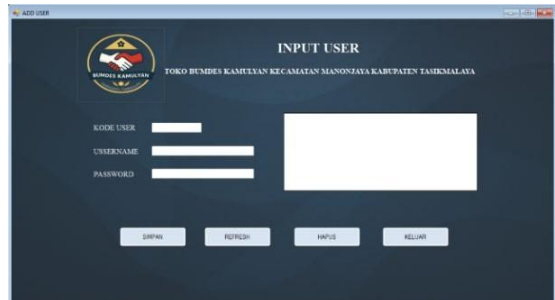 ADD USER
INPUT USER
BUMDES KAMULYAN
TOKO BUMDES KAMULYAN KECAMATAN MANONJAYA KABUPATEN TASIKMALAYA
KODE USER
USSERNAME
PASSWORD
SIMPAN REFRESH HAPUS KELUAR